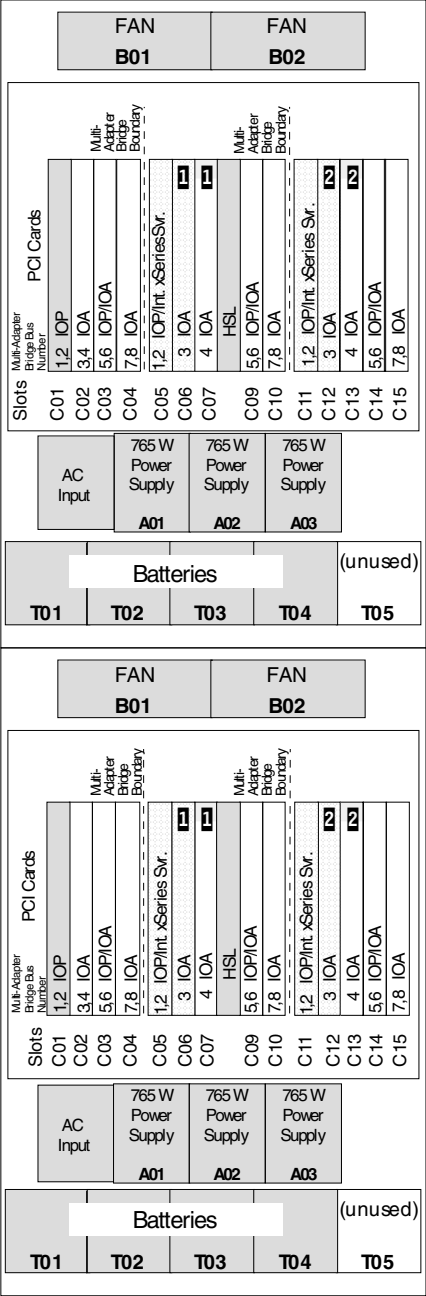 FAN
B01
FAN
B02
Multi-
Adapter
Bridge
Boundary
Multi-
Adapter
Bridge
Boundary
PCI Cards
Multi-Adapter
Bridge Bus
Number
Slots
1,2 IOP
3,4 IOA
5,6 IOP/IOA
7,8 IOA
1,2 IOP/Int. xSeries Svr.
3 IOA
1
4 IOA
1
HSL
5,6 IOP/IOA
7,8 IOA
1,2 IOP/Int. xSeries Svr.
3 IOA
2
4 IOA
2
5,6 IOP/IOA
7,8 IOA
C01
C02
C03
C04
C05
C06
C07
C09
C10
C11
C12
C13
C14
C15
AC
Input
765 W
Power
Supply
A01
765 W
Power
Supply
A02
765 W
Power
Supply
A03
Batteries
(unused)
T01
T02
T03
T04
T05
FAN
B01
FAN
B02
Multi-
Adapter
Bridge
Boundary
Multi-
Adapter
Bridge
Boundary
PCI Cards
Multi-Adapter
Bridge Bus
Number
Slots
1,2 IOP
3,4 IOA
5,6 IOP/IOA
7,8 IOA
1,2 IOP/Int. xSeries Svr.
3 IOA
1
4 IOA
1
HSL
5,6 IOP/IOA
7,8 IOA
1,2 IOP/Int. xSeries Svr.
3 IOA
2
4 IOA
2
5,6 IOP/IOA
7,8 IOA
C01
C02
C03
C04
C05
C06
C07
C09
C10
C11
C12
C13
C14
C15
AC
Input
765 W
Power
Supply
A01
765 W
Power
Supply
A02
765 W
Power
Supply
A03
Batteries
(unused)
T01
T02
T03
T04
T05